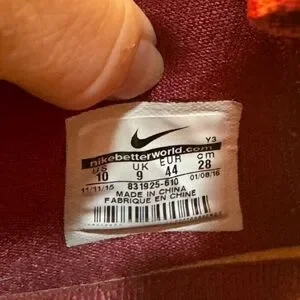 Y3
nikebetterworld.com
US UK EUR cm
10 9 44 28
11/11/15 831925-610 01/08/16
MADE IN CHINA
FABRIQUE EN CHINE